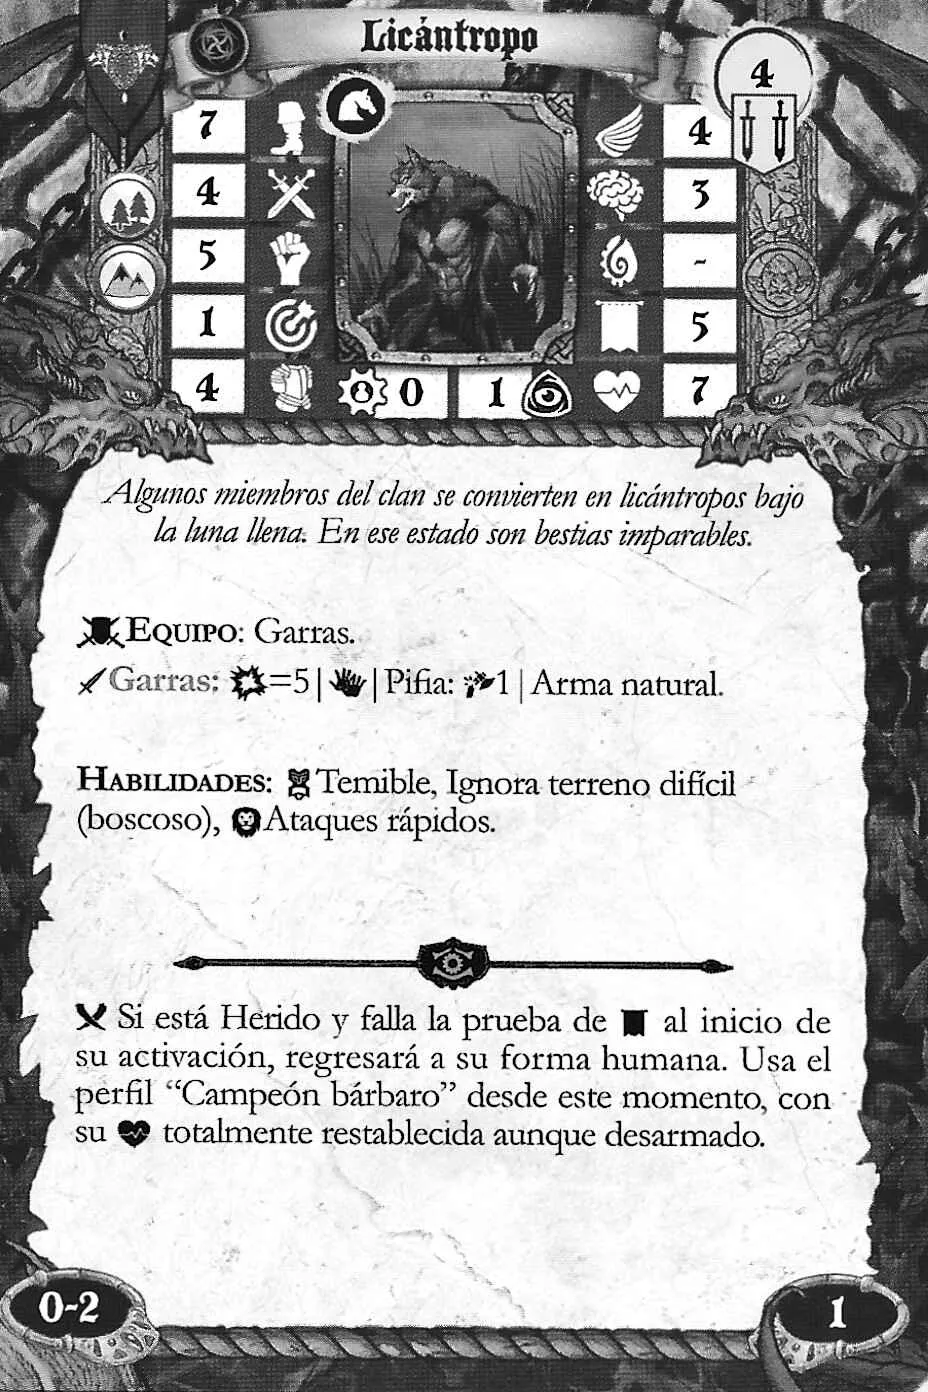 Licántropo
4
7
4
4
3
5
-
1
5
4
0
1
7
Algunos miembros del clan se convierten en licántropos bajo
la luna llena. En ese estado son bestias imparables.
EQUIPO: Garras.
Garras: =5 | | Pifia: 1 | Arma natural.
HABILIDADES: Temible, Ignora terreno difícil
(boscoso), Ataques rápidos.
Si está Herido y falla la prueba de al inicio de
su activación, regresará a su forma humana. Usa el
perfil “Campeón bárbaro” desde este momento, con
su totalmente restablecida aunque desarmado.
0-2
1